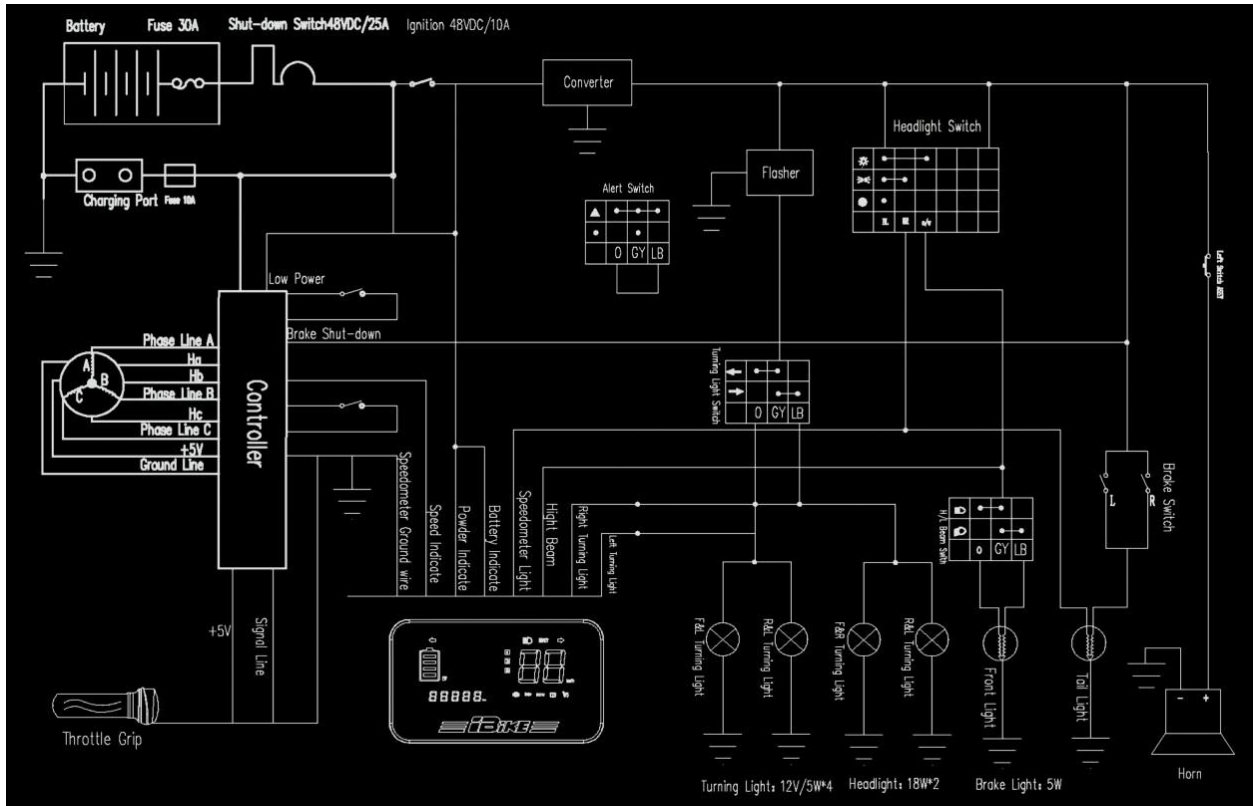 Battery
Fuse 30A
Shut-down Switch48VDC/25A
Ignition 48VDC/10A
Converter
Headlight Switch
Flasher
Alert Switch
O GY LB
Charging Port
Fuse 10A
Left Switch ASSY
Low Power
Brake Shut-down
Phase Line A
Ha
Hb
Phase Line B
Hc
Phase Line C
+5V
Ground Line
A
B
C
Controller
Turning Light Switch
O GY LB
Speedometer Ground wire
Speed Indicate
Powder Indicate
Battery Indicate
Speedometer Light
Hight Beam
Right Turning Light
Left Turning Light
H/L Beam Swith
O GY LB
L
R
Brake Switch
+5V
Signal Line
Throttle Grip
88
88888
iBIKE
F&L Turning Light
R&L Turning Light
F&R Turning Light
R&L Turning Light
Front Light
Tail Light
- +
Horn
Turning Light: 12V/5W*4
Headlight: 18W*2
Brake Light: 5W